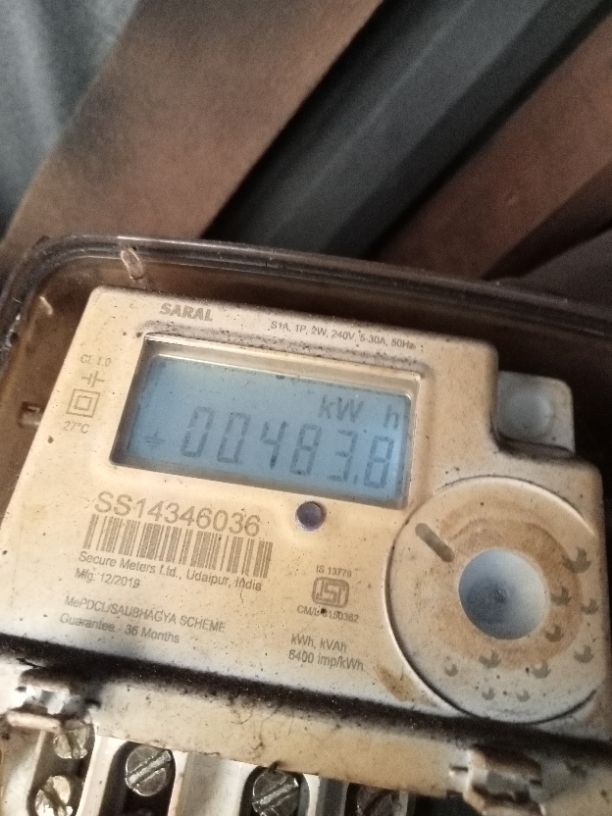 SARAL
S1A, 1P, 2W, 240V, 5-30A, 50Hz
CL 1.0
27°C
kW h
+ 00483.8
SS14346036
Secure Meters Ltd., Udaipur, India
Mfg. 12/2019
MePDCL/SAUBHAGYA SCHEME
Guarantee - 36 Months
IS 13779
ISI
kWh, kVAh
6400 imp/kWh